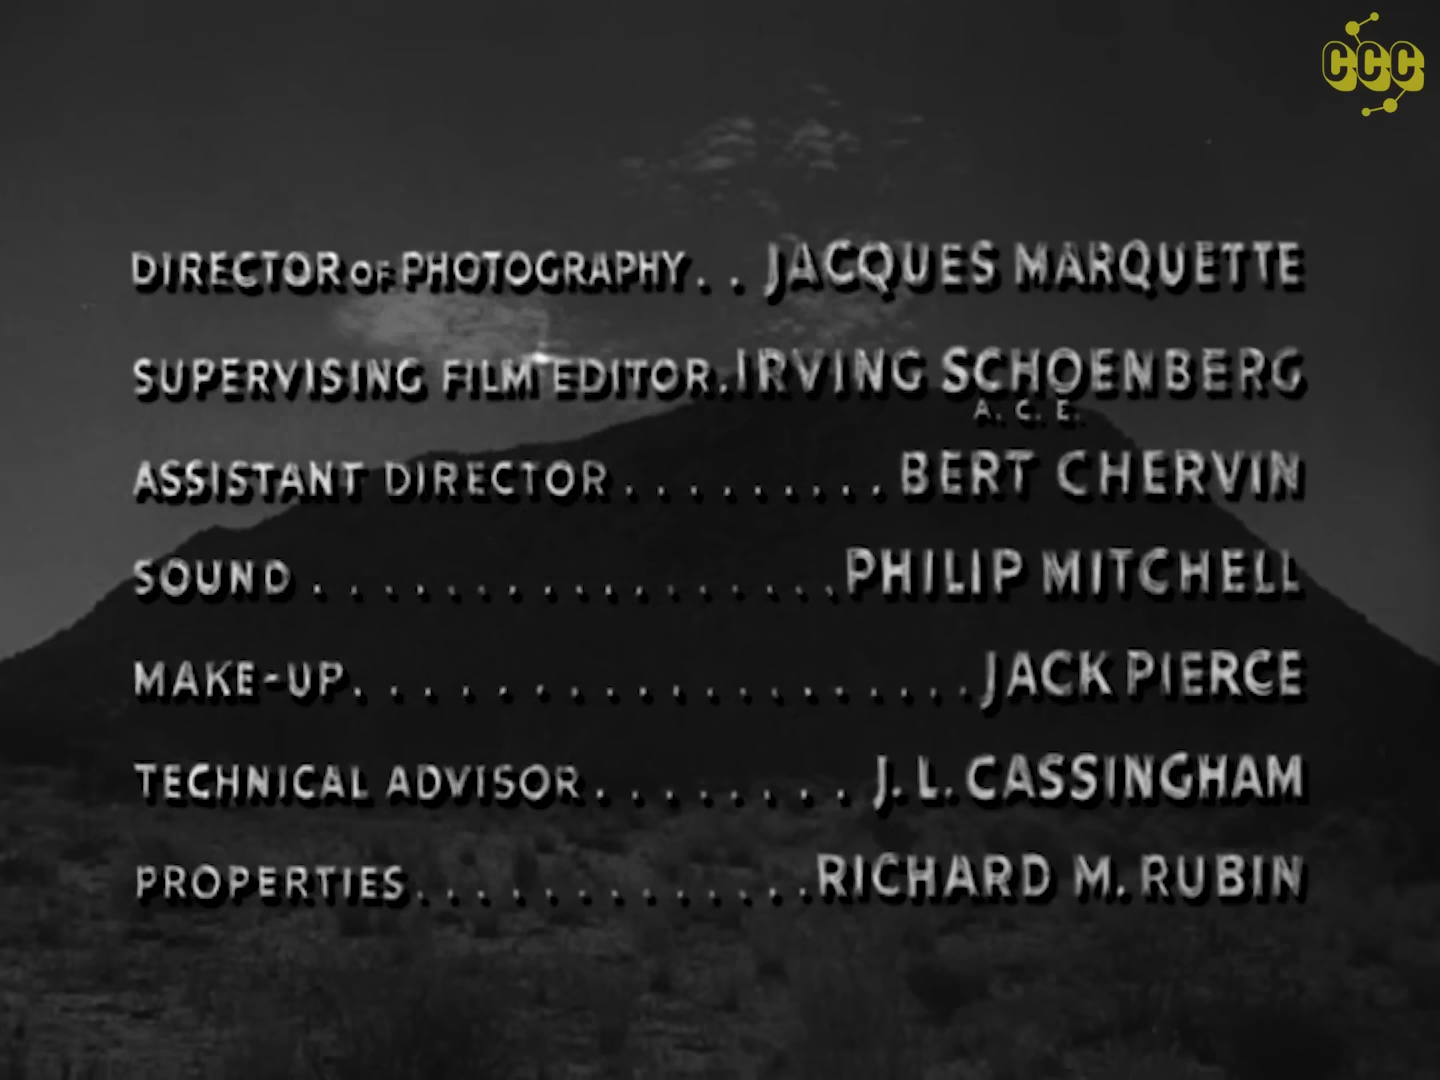 CCC
DIRECTOR OF PHOTOGRAPHY. . JACQUES MARQUETTE
SUPERVISING FILM EDITOR. IRVING SCHOENBERG
A. C. E.
ASSISTANT DIRECTOR . . . . . . . . . BERT CHERVIN
SOUND . . . . . . . . . . . . . . . . . PHILIP MITCHELL
MAKE-UP. . . . . . . . . . . . . . . . . . . JACK PIERCE
TECHNICAL ADVISOR . . . . . . . . J. L. CASSINGHAM
PROPERTIES . . . . . . . . . . . . . RICHARD M. RUBIN